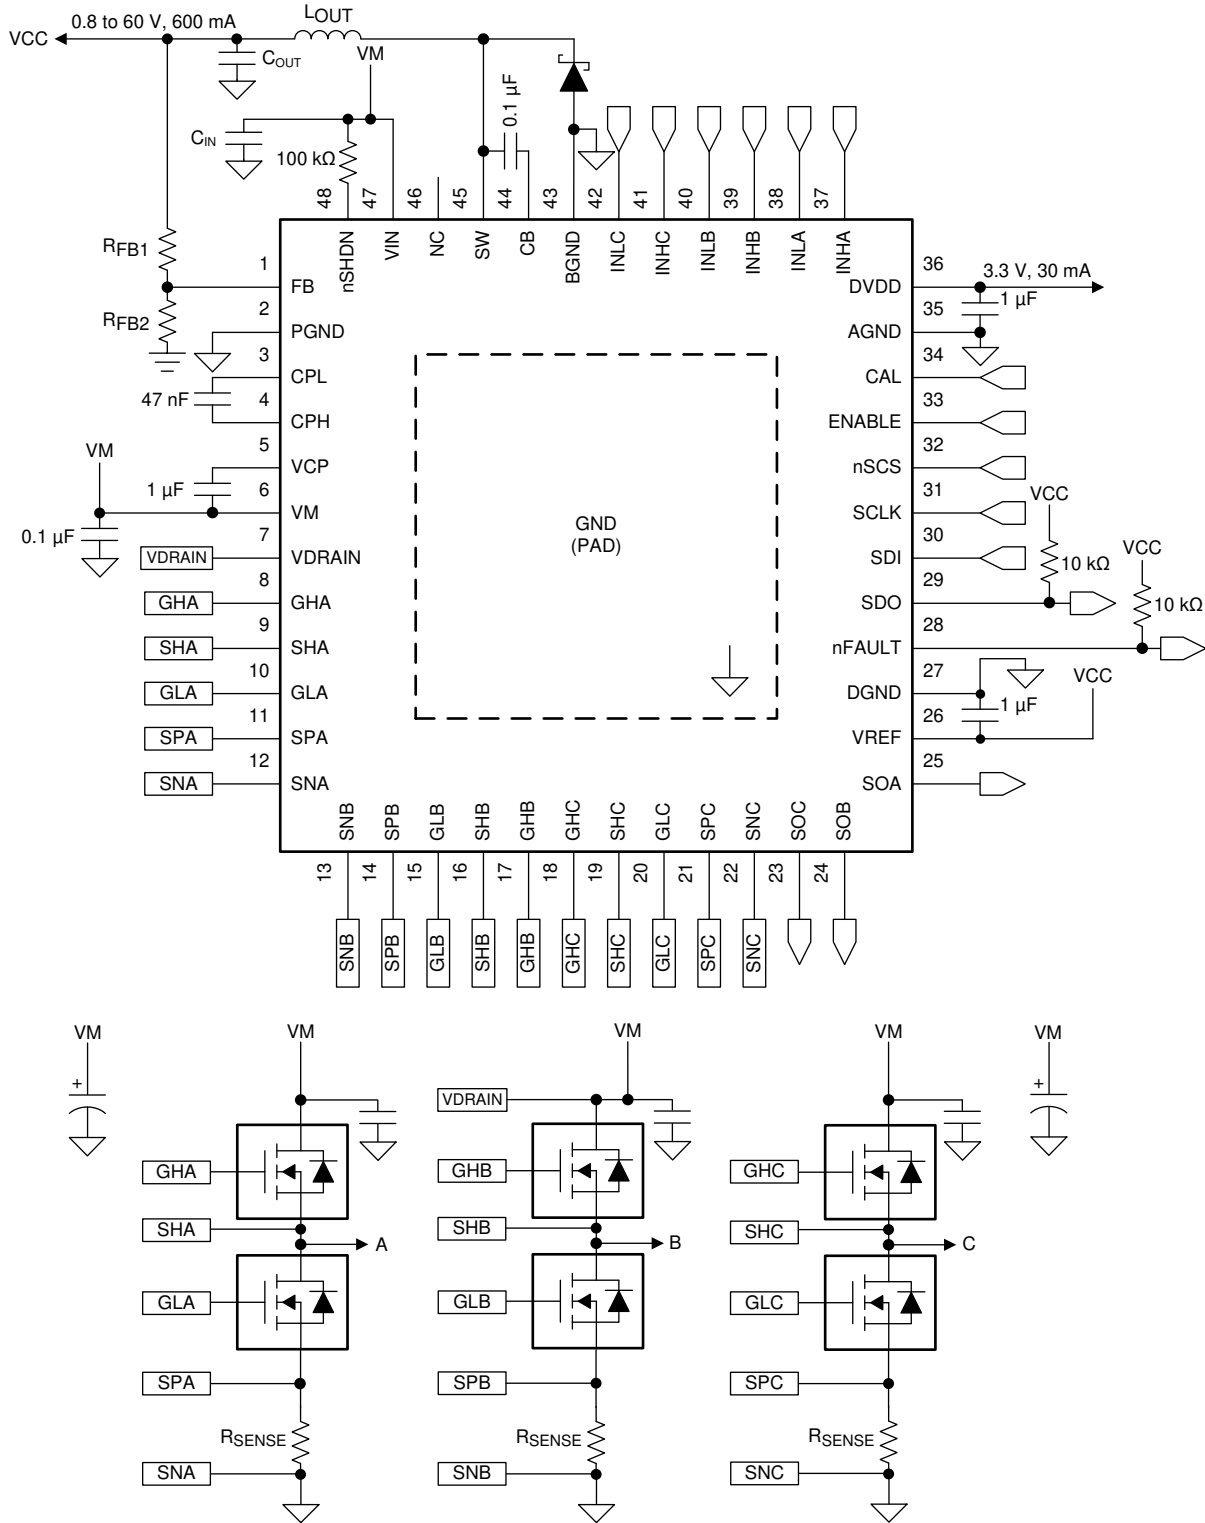 0.8 to 60 V, 600 mA
LOUT
VCC
COUT
VM
0.1 µF
CIN
100 kΩ
48
47
46
45
44
43
42
41
40
39
38
37
nSHDN
VIN
NC
SW
CB
BGND
INLC
INHC
INLB
INHB
INLA
INHA
RFB1
RFB2
1
FB
2
PGND
3
CPL
47 nF
4
CPH
5
VCP
VM
1 µF
6
VM
0.1 µF
7
VDRAIN
VDRAIN
8
GHA
GHA
9
SHA
SHA
10
GLA
GLA
11
SPA
SPA
12
SNA
SNA
GND
(PAD)
36
DVDD
3.3 V, 30 mA
1 µF
35
AGND
34
CAL
33
ENABLE
32
nSCS
31
SCLK
VCC
30
SDI
10 kΩ
VCC
29
SDO
10 kΩ
28
nFAULT
27
DGND
VCC
1 µF
26
VREF
25
SOA
SNB
SPB
GLB
SHB
GHB
GHC
SHC
GLC
SPC
SNC
SOC
SOB
13
14
15
16
17
18
19
20
21
22
23
24
SNB
SPB
GLB
SHB
GHB
GHC
SHC
GLC
SPC
SNC
VM
+
VM
GHA
SHA
A
GLA
SPA
RSENSE
SNA
VM
VDRAIN
GHB
SHB
B
GLB
SPB
RSENSE
SNB
VM
GHC
SHC
C
GLC
SPC
RSENSE
SNC
VM
+